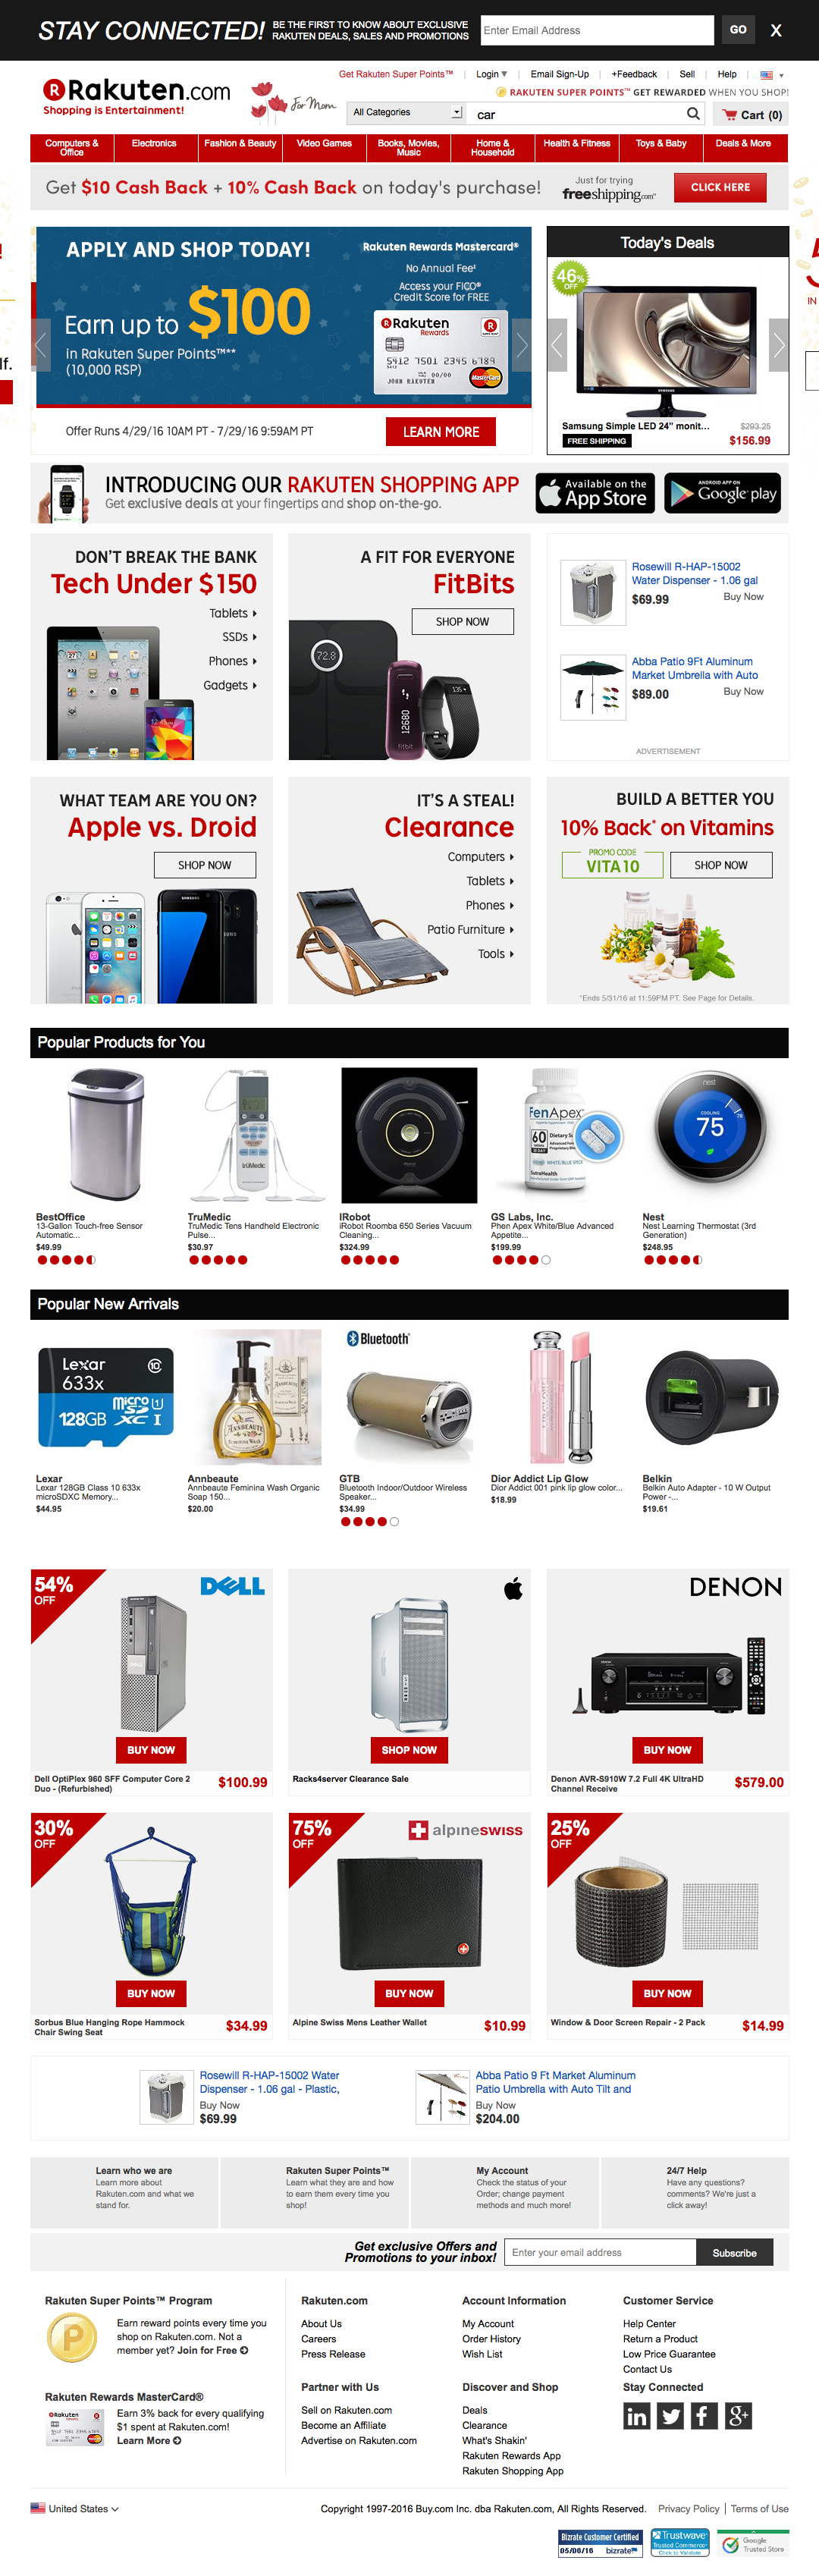 STAY CONNECTED! BE THE FIRST TO KNOW ABOUT EXCLUSIVE
RAKUTEN DEALS, SALES AND PROMOTIONS
Enter Email Address
GO
X
Get Rakuten Super Points™
Login ▾ | Email Sign-Up | +Feedback | Sell | Help
Rakuten.com
Shopping is Entertainment!
For Mom
RAKUTEN SUPER POINTS™ GET REWARDED WHEN YOU SHOP!
All Categories
car
Cart (0)
Computers & Office
Electronics
Fashion & Beauty
Video Games
Books, Movies, Music
Home & Household
Health & Fitness
Toys & Baby
Deals & More
Get $10 Cash Back + 10% Cash Back on today's purchase!
Just for trying
freeshipping.com
CLICK HERE
APPLY AND SHOP TODAY!
Earn up to $100
in Rakuten Super Points™**
(10,000 RSP)
Rakuten Rewards Mastercard®
No Annual Fee‡
Access your FICO®
Credit Score for FREE
Rakuten
Rewards
5412 7501 2345 6789
00/00
JOHN RAKUTEN
MasterCard
Offer Runs 4/29/16 10AM PT - 7/29/16 9:59AM PT
LEARN MORE
Today's Deals
46%
OFF
SAMSUNG
Samsung Simple LED 24" monit...
$293.25
FREE SHIPPING
$156.99
lf.
IN
INTRODUCING OUR RAKUTEN SHOPPING APP
Get exclusive deals at your fingertips and shop on-the-go.
Available on the
App Store
ANDROID APP ON
Google play
DON'T BREAK THE BANK
Tech Under $150
Tablets
SSDs
Phones
Gadgets
A FIT FOR EVERYONE
FitBits
SHOP NOW
72.8
12680
fitbit
135
Rosewill R-HAP-15002
Water Dispenser - 1.06 gal
$69.99
Buy Now
Abba Patio 9Ft Aluminum
Market Umbrella with Auto
$89.00
Buy Now
ADVERTISEMENT
WHAT TEAM ARE YOU ON?
Apple vs. Droid
SHOP NOW
SAMSUNG
IT'S A STEAL!
Clearance
Computers
Tablets
Phones
Patio Furniture
Tools
BUILD A BETTER YOU
10% Back* on Vitamins
PROMO CODE
VITA10
SHOP NOW
*Ends 5/31/16 at 11:59PM PT. See Page for Details.
Popular Products for You
truMedic
FenApex
60
Dietary
nest
COOLING
75
BestOffice
13-Gallon Touch-free Sensor
Automatic...
$49.99
TruMedic
TruMedic Tens Handheld Electronic
Pulse...
$30.97
IRobot
iRobot Roomba 650 Series Vacuum
Cleaning...
$324.99
GS Labs, Inc.
Phen Apex White/Blue Advanced
Appetite...
$199.99
Nest
Nest Learning Thermostat (3rd
Generation)
$248.95
Popular New Arrivals
Lexar
633x
128GB
micro SD XC I
Bluetooth
Lexar
Lexar 128GB Class 10 633x
microSDXC Memory...
$44.95
Annbeaute
Annbeaute Feminina Wash Organic
Soap 150...
$20.00
GTB
Bluetooth Indoor/Outdoor Wireless
Speaker...
$34.99
Dior Addict Lip Glow
Dior Addict 001 pink lip glow color...
$18.99
Belkin
Belkin Auto Adapter - 10 W Output
Power -...
$19.61
54%
OFF
DELL
BUY NOW
Dell OptiPlex 960 SFF Computer Core 2
Duo - (Refurbished)
$100.99
SHOP NOW
Racks4server Clearance Sale
DENON
BUY NOW
Denon AVR-S910W 7.2 Full 4K UltraHD
Channel Receive
$579.00
30%
OFF
BUY NOW
Sorbus Blue Hanging Rope Hammock
Chair Swing Seat
$34.99
75%
OFF
alpineswiss
BUY NOW
Alpine Swiss Mens Leather Wallet
$10.99
25%
OFF
BUY NOW
Window & Door Screen Repair - 2 Pack
$14.99
Rosewill R-HAP-15002 Water
Dispenser - 1.06 gal - Plastic,
Buy Now
$69.99
Abba Patio 9 Ft Market Aluminum
Patio Umbrella with Auto Tilt and
Buy Now
$204.00
Learn who we are
Learn more about
Rakuten.com and what we
stand for.
Rakuten Super Points™
Learn what they are and how
to earn them every time you
shop!
My Account
Check the status of your
Order; change payment
methods and much more!
24/7 Help
Have any questions?
comments? We're just a
click away!
Get exclusive Offers and
Promotions to your inbox!
Enter your email address
Subscribe
Rakuten Super Points™ Program
Earn reward points every time you
shop on Rakuten.com. Not a
member yet? Join for Free
Rakuten Rewards MasterCard®
Earn 3% back for every qualifying
$1 spent at Rakuten.com!
Learn More
Rakuten.com
About Us
Careers
Press Release
Partner with Us
Sell on Rakuten.com
Become an Affiliate
Advertise on Rakuten.com
Account Information
My Account
Order History
Wish List
Discover and Shop
Deals
Clearance
What's Shakin'
Rakuten Rewards App
Rakuten Shopping App
Customer Service
Help Center
Return a Product
Low Price Guarantee
Contact Us
Stay Connected
United States
Copyright 1997-2016 Buy.com Inc. dba Rakuten.com, All Rights Reserved.
Privacy Policy | Terms of Use
Bizrate Customer Certified
05/06/16 bizrate
Trustwave
Trusted Commerce
Click to Validate
Google
Trusted Store